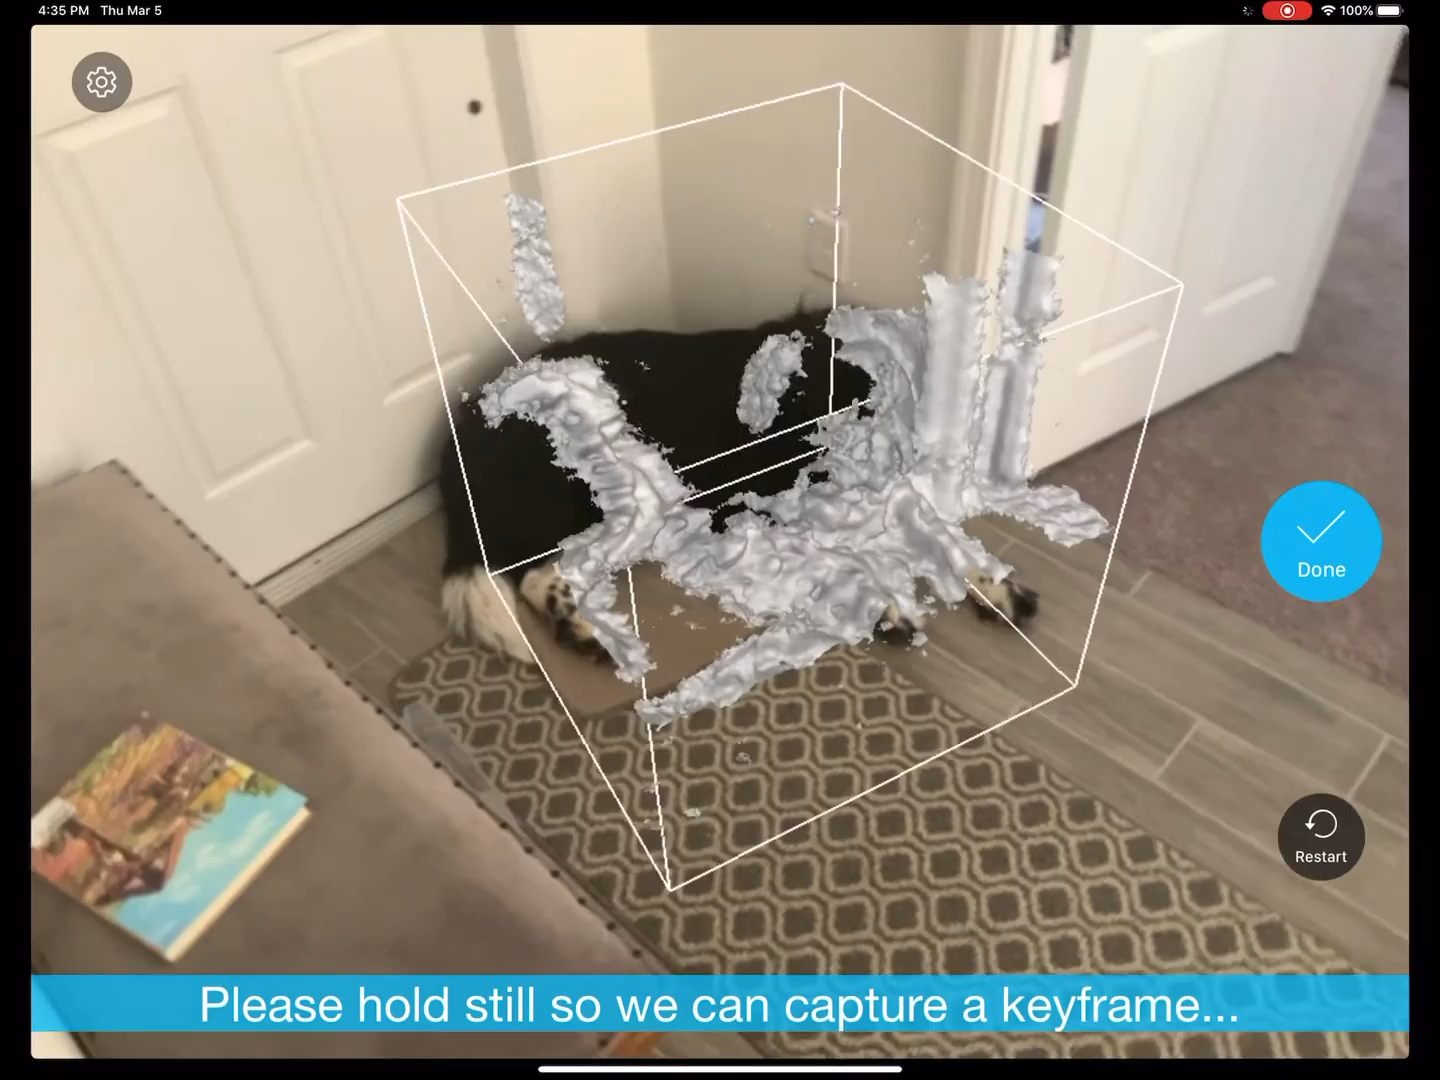 4:35 PM Thu Mar 5
100%
Done
Restart
Please hold still so we can capture a keyframe...